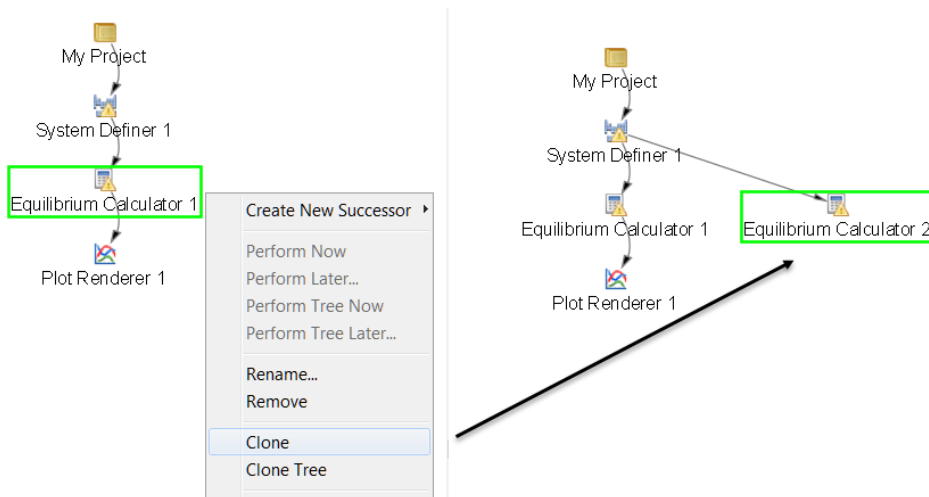 My Project
System Definer 1
Equilibrium Calculator 1
Plot Renderer 1
Create New Successor
Perform Now
Perform Later...
Perform Tree Now
Perform Tree Later...
Rename...
Remove
Clone
Clone Tree
My Project
System Definer 1
Equilibrium Calculator 1
Equilibrium Calculator 2
Plot Renderer 1